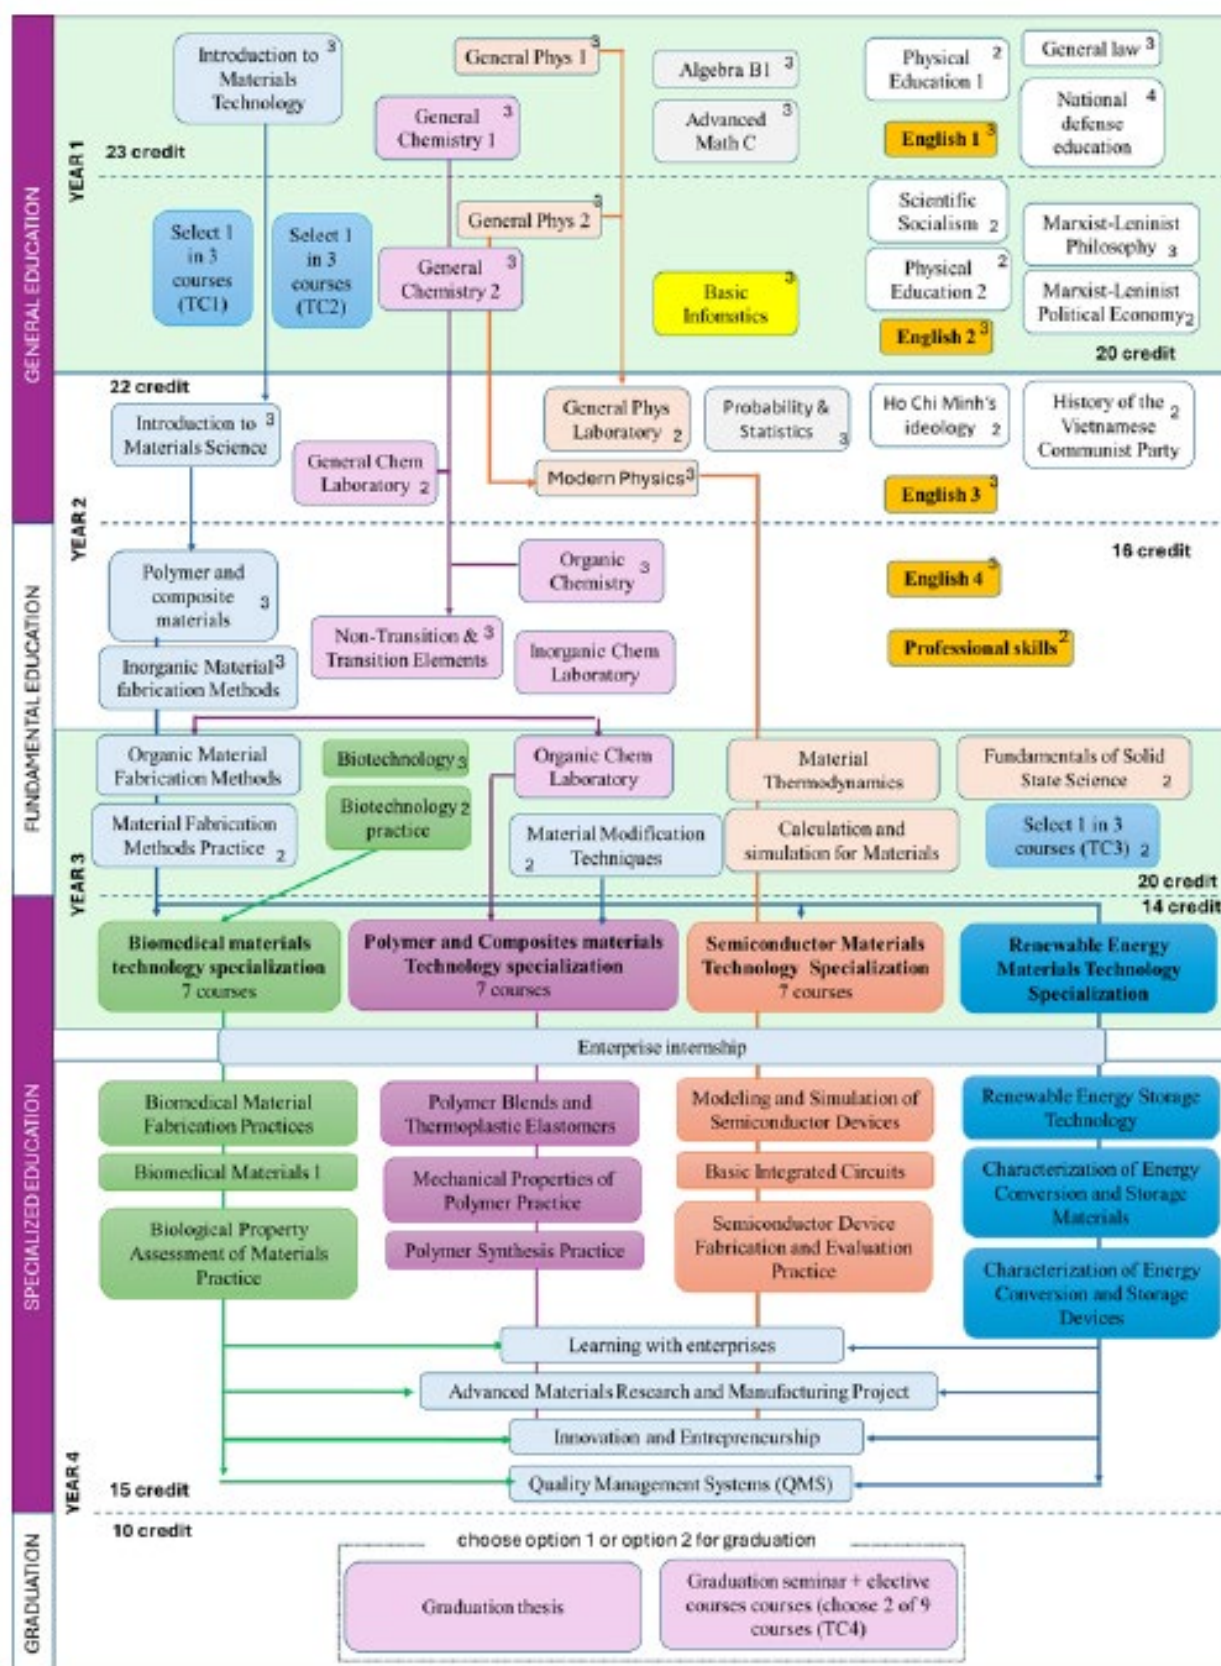 GENERAL EDUCATION
FUNDAMENTAL EDUCATION
SPECIALIZED EDUCATION
GRADUATION
YEAR 1
Introduction to 3
Materials
Technology
General Phys 1 3
General 3
Chemistry 1
Algebra B1 3
Advanced 3
Math C
Physical 2
Education 1
English 1 3
General law 3
National 4
defense
education
23 credit
Select 1
in 3
courses
(TC1)
Select 1
in 3
courses
(TC2)
General Phys 2
General 3
Chemistry 2
Basic 3
Infomatics
Scientific
Socialism 2
Physical 2
Education 2
English 2 3
Marxist-Leninist
Philosophy 3
Marxist-Leninist
Political Economy 2
20 credit
YEAR 2
22 credit
Introduction to 3
Materials Science
General Chem
Laboratory 2
General Phys
Laboratory 2
Modern Physics 3
Probability &
Statistics 3
Ho Chi Minh's
ideology 2
English 3 3
History of the 2
Vietnamese
Communist Party
16 credit
Polymer and
composite
materials 3
Inorganic Material 3
fabrication Methods
Organic 3
Chemistry
Non-Transition & 3
Transition Elements
Inorganic Chem
Laboratory
English 4 3
Professional skills 2
YEAR 3
Organic Material
Fabrication Methods
Material Fabrication
Methods Practice 2
Biotechnology 3
Biotechnology 2
practice
Organic Chem
Laboratory
Material Modification
2 Techniques
Material
Thermodynamics
Calculation and
simulation for Materials
Fundamentals of Solid
State Science 2
Select 1 in 3
courses (TC3) 2
20 credit
14 credit
Biomedical materials
technology specialization
7 courses
Polymer and Composites materials
Technology specialization
7 courses
Semiconductor Materials
Technology Specialization
7 courses
Renewable Energy
Materials Technology
Specialization
Enterprise internship
YEAR 4
Biomedical Material
Fabrication Practices
Biomedical Materials 1
Biological Property
Assessment of Materials
Practice
Polymer Blends and
Thermoplastic Elastomers
Mechanical Properties of
Polymer Practice
Polymer Synthesis Practice
Modeling and Simulation of
Semiconductor Devices
Basic Integrated Circuits
Semiconductor Device
Fabrication and Evaluation
Practice
Renewable Energy Storage
Technology
Characterization of Energy
Conversion and Storage
Materials
Characterization of Energy
Conversion and Storage
Devices
Learning with enterprises
Advanced Materials Research and Manufacturing Project
Innovation and Entrepreneurship
Quality Management Systems (QMS)
15 credit
10 credit
choose option 1 or option 2 for graduation
Graduation thesis
Graduation seminar + elective
courses courses (choose 2 of 9
courses (TC4)